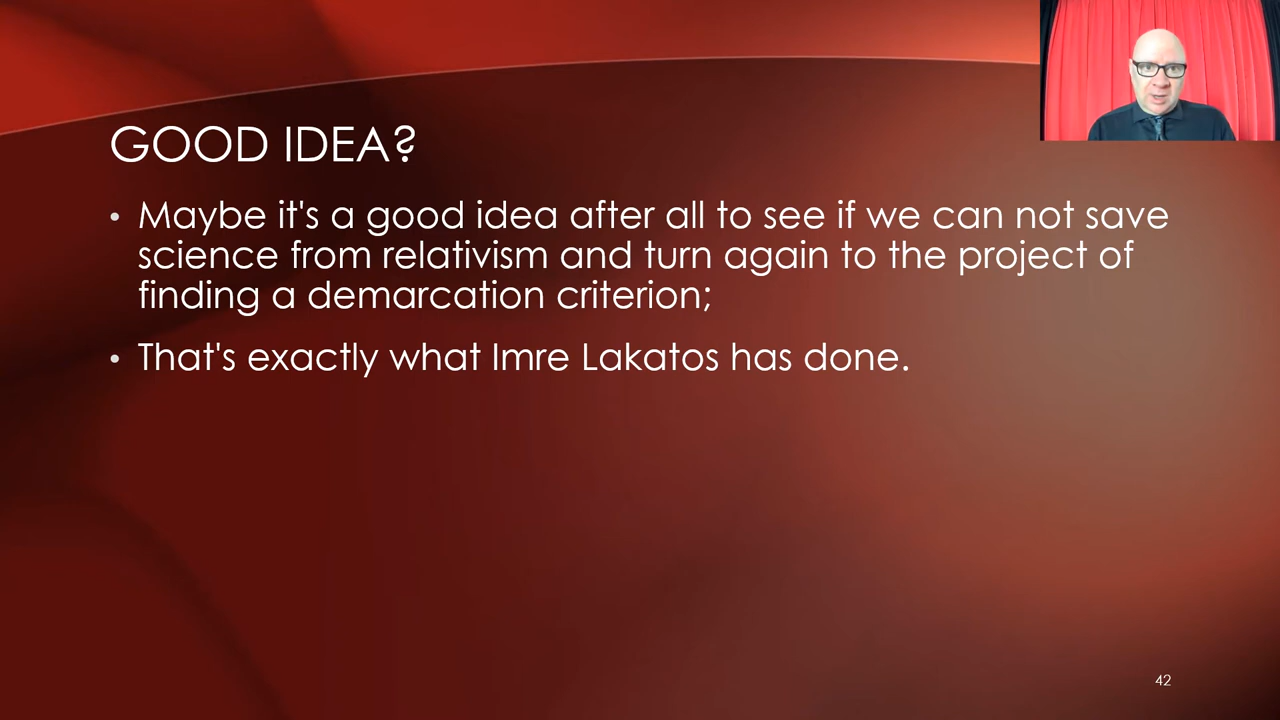 GOOD IDEA?
• Maybe it's a good idea after all to see if we can not save
science from relativism and turn again to the project of
finding a demarcation criterion;
• That's exactly what Imre Lakatos has done.
42